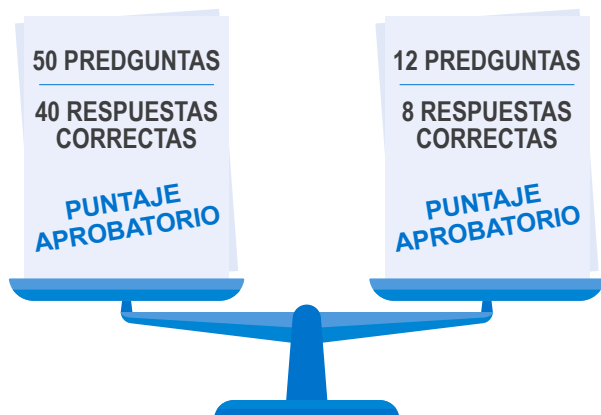 50 PREDGUNTAS
40 RESPUESTAS
CORRECTAS
PUNTAJE
APROBATORIO
12 PREDGUNTAS
8 RESPUESTAS
CORRECTAS
PUNTAJE
APROBATORIO